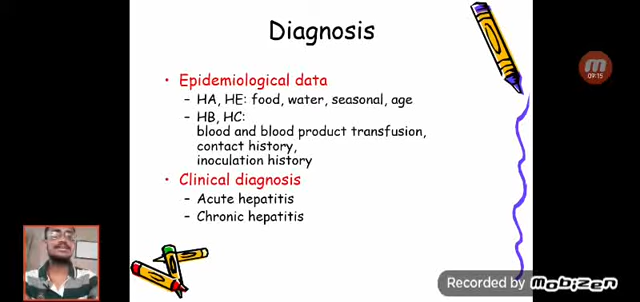 Diagnosis
• Epidemiological data
– HA, HE: food, water, seasonal, age
– HB, HC:
blood and blood product transfusion,
contact history,
inoculation history
• Clinical diagnosis
– Acute hepatitis
– Chronic hepatitis
09:15
Recorded by mobizen